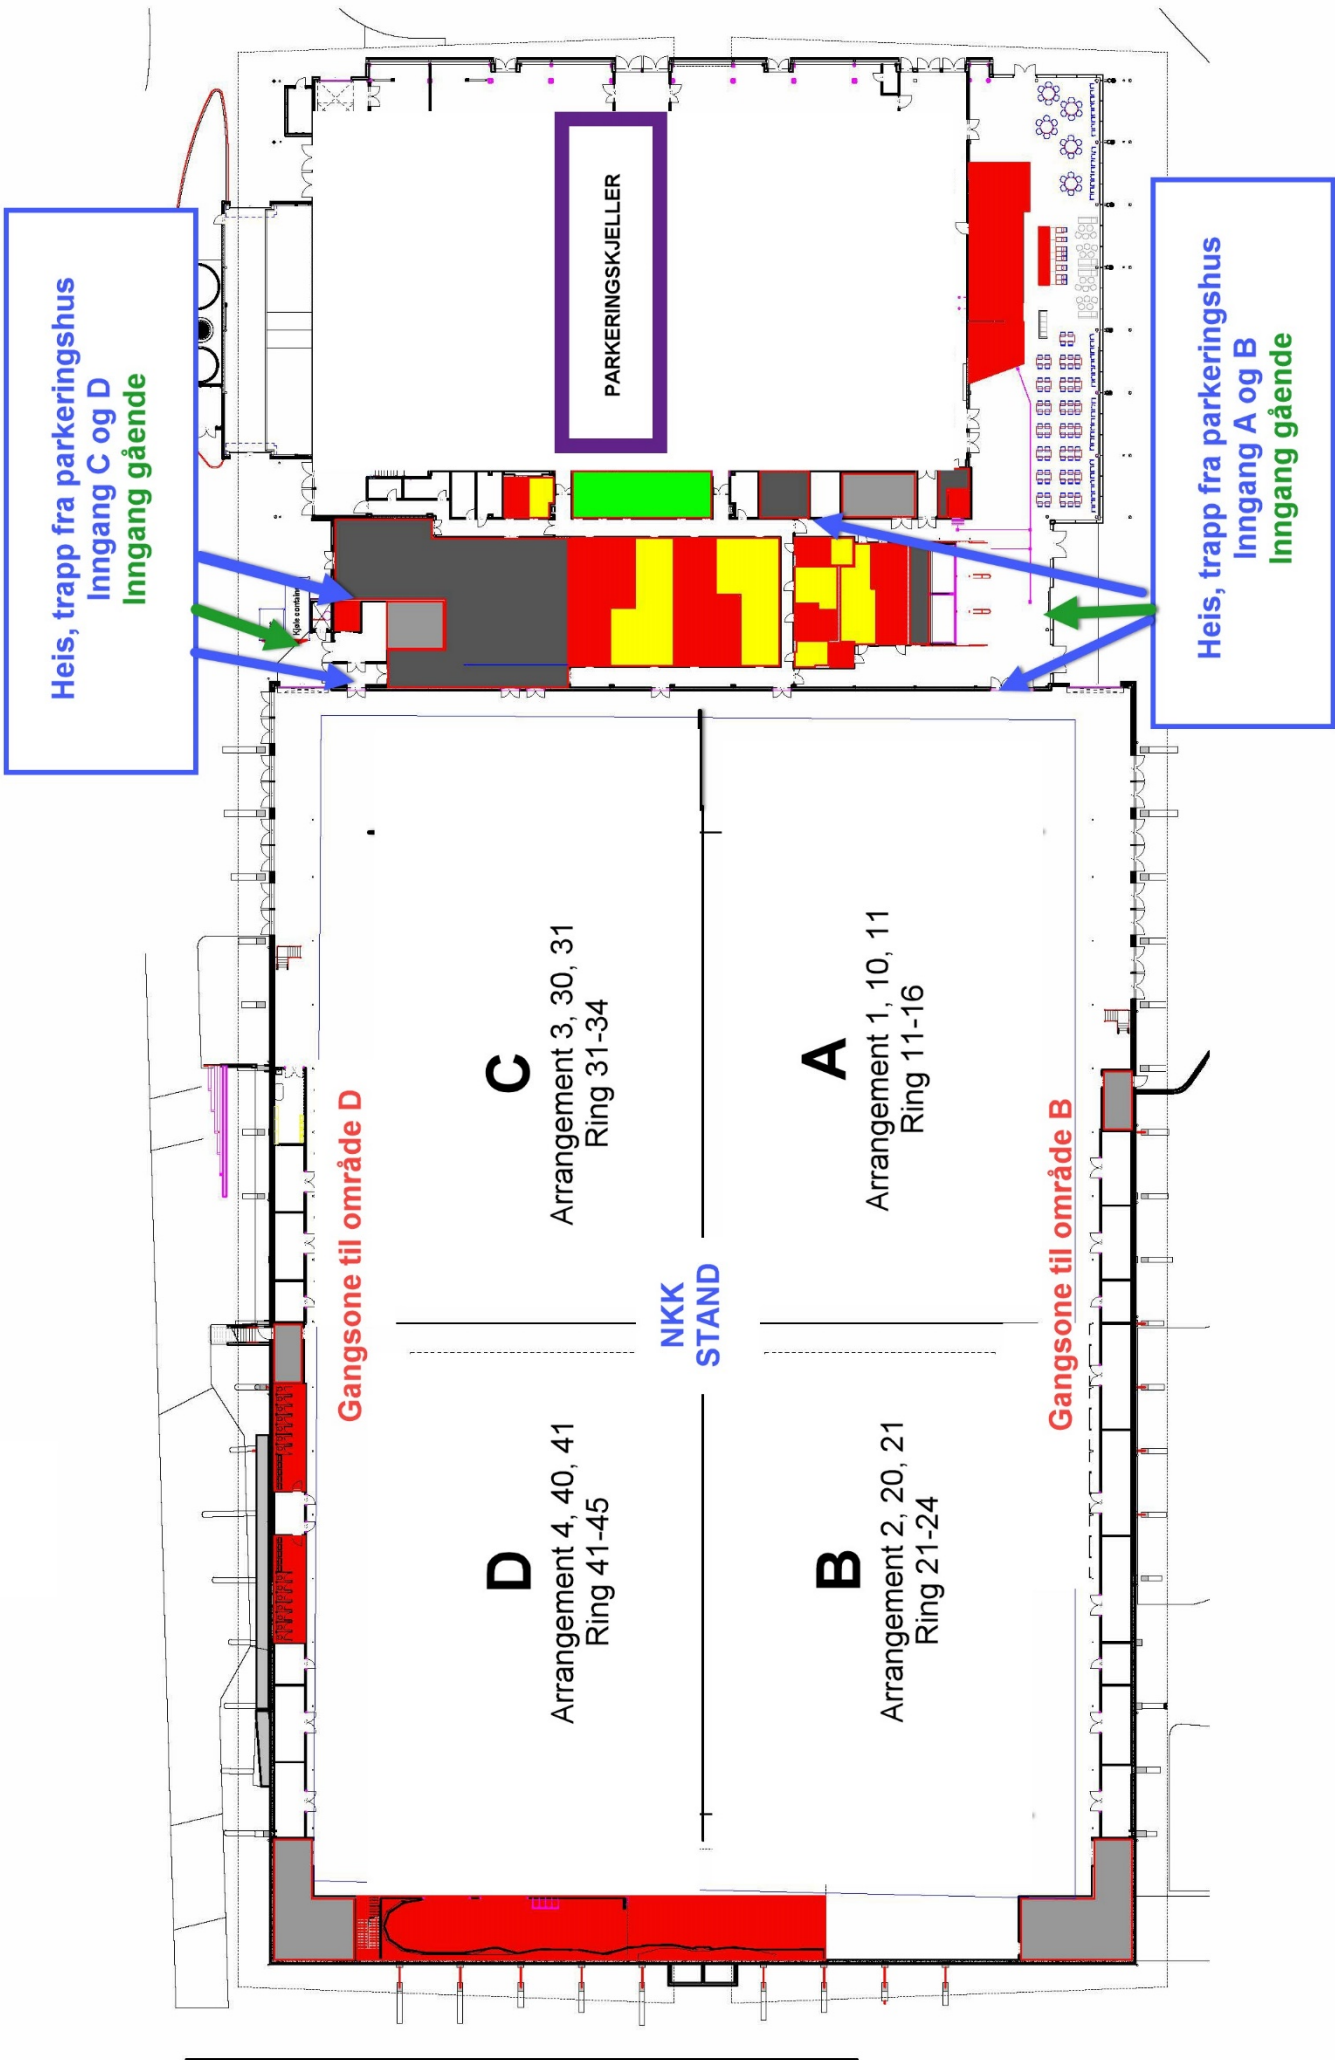 Heis, trapp fra parkeringshus
Inngang C og D
Inngang gående
PARKERINGSKJELLER
Heis, trapp fra parkeringshus
Inngang A og B
Inngang gående
Kjøle container
Gangsone til område D
C
Arrangement 3, 30, 31
Ring 31-34
A
Arrangement 1, 10, 11
Ring 11-16
Gangsone til område B
NKK
STAND
D
Arrangement 4, 40, 41
Ring 41-45
B
Arrangement 2, 20, 21
Ring 21-24